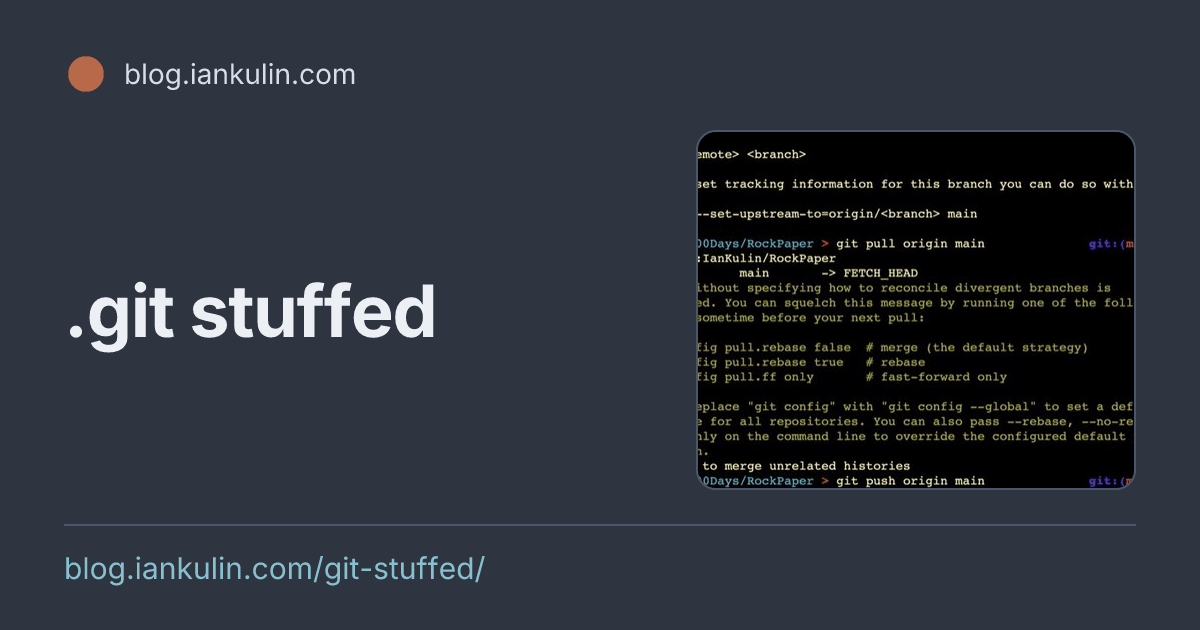 blog.iankulin.com
.git stuffed
emote> <branch>
set tracking information for this branch you can do so with
--set-upstream-to=origin/<branch> main
00Days/RockPaper > git pull origin main git:(m
:IanKulin/RockPaper
main -> FETCH_HEAD
ithout specifying how to reconcile divergent branches is
ed. You can squelch this message by running one of the foll
sometime before your next pull:
fig pull.rebase false # merge (the default strategy)
fig pull.rebase true # rebase
fig pull.ff only # fast-forward only
eplace "git config" with "git config --global" to set a def
e for all repositories. You can also pass --rebase, --no-re
nly on the command line to override the configured default
n.
to merge unrelated histories
00Days/RockPaper > git push origin main git:(m
blog.iankulin.com/git-stuffed/